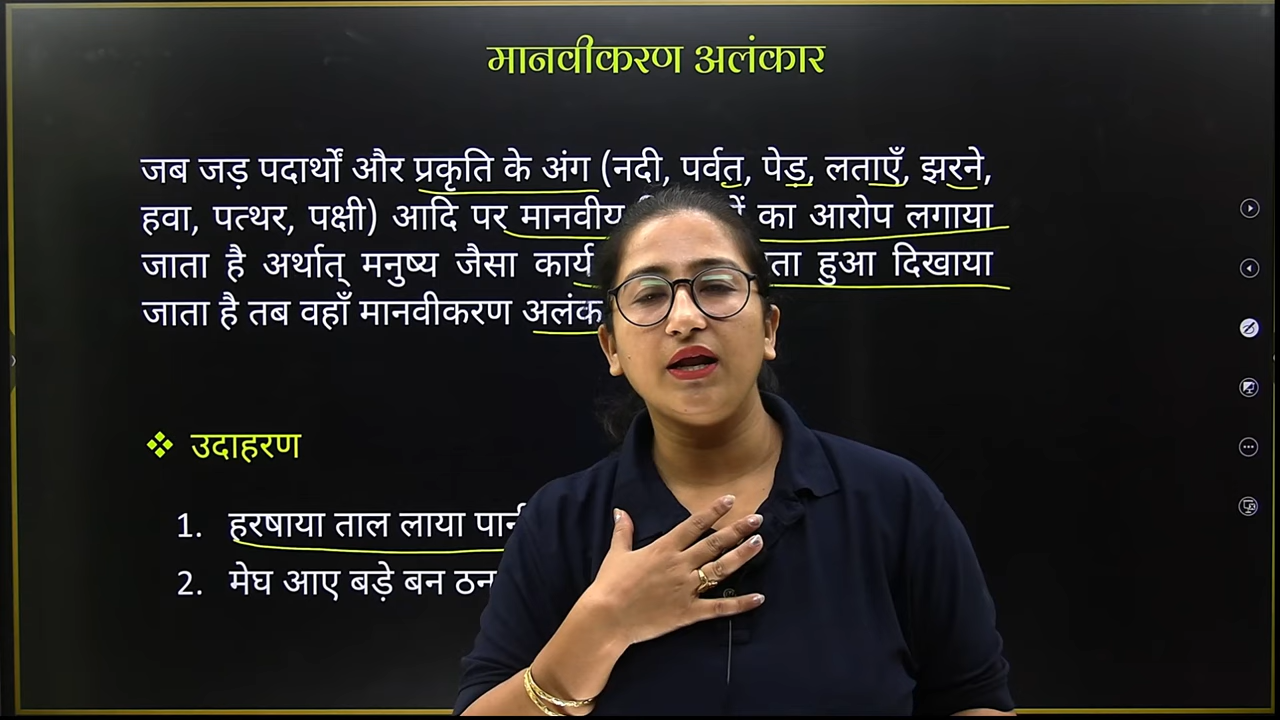 मानवीकरण अलंकार
जब जड़ पदार्थों और प्रकृति के अंग (नदी, पर्वत, पेड़, लताएँ, झरने,
हवा, पत्थर, पक्षी) आदि पर मानवीय का आरोप लगाया
जाता है अर्थात् मनुष्य जैसा कार्य हुआ दिखाया
जाता है तब वहाँ मानवीकरण
❖ उदाहरण
1. हरषाया ताल लाया
2. मेघ आए बड़े बन ठन